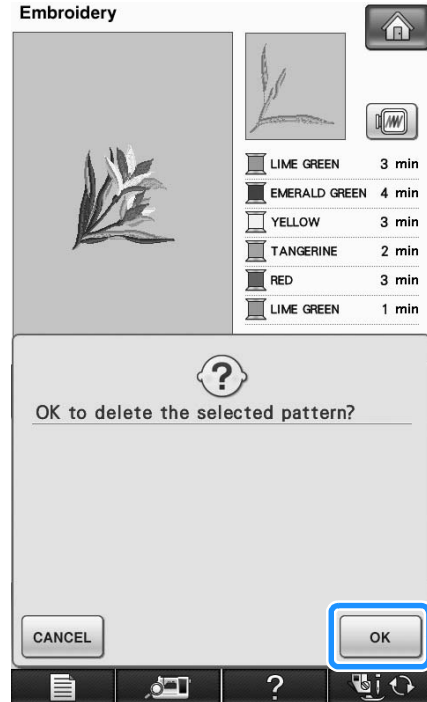 Embroidery
LIME GREEN 3 min
EMERALD GREEN 4 min
YELLOW 3 min
TANGERINE 2 min
RED 3 min
LIME GREEN 1 min
?
OK to delete the selected pattern?
CANCEL
OK
?